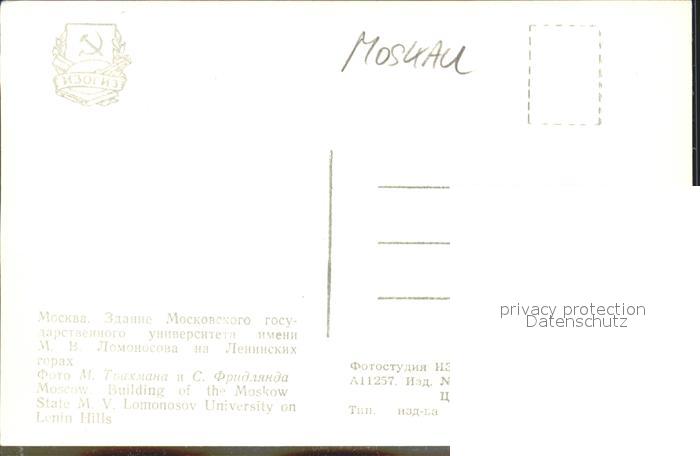 MOSKAU
privacy protection
Datenschutz
Москва. Здание Московского госу-
дарственного университета имени
М. В. Ломоносова на Ленинских
горах
Фото М. Трахмана и С. Фридлянда
Moscow. Building of the Moskow
State M. V. Lomonosov University on
Lenin Hills
Фотостудия ИЗ
А11257. Изд. №
Ц
Тип. изд-ва